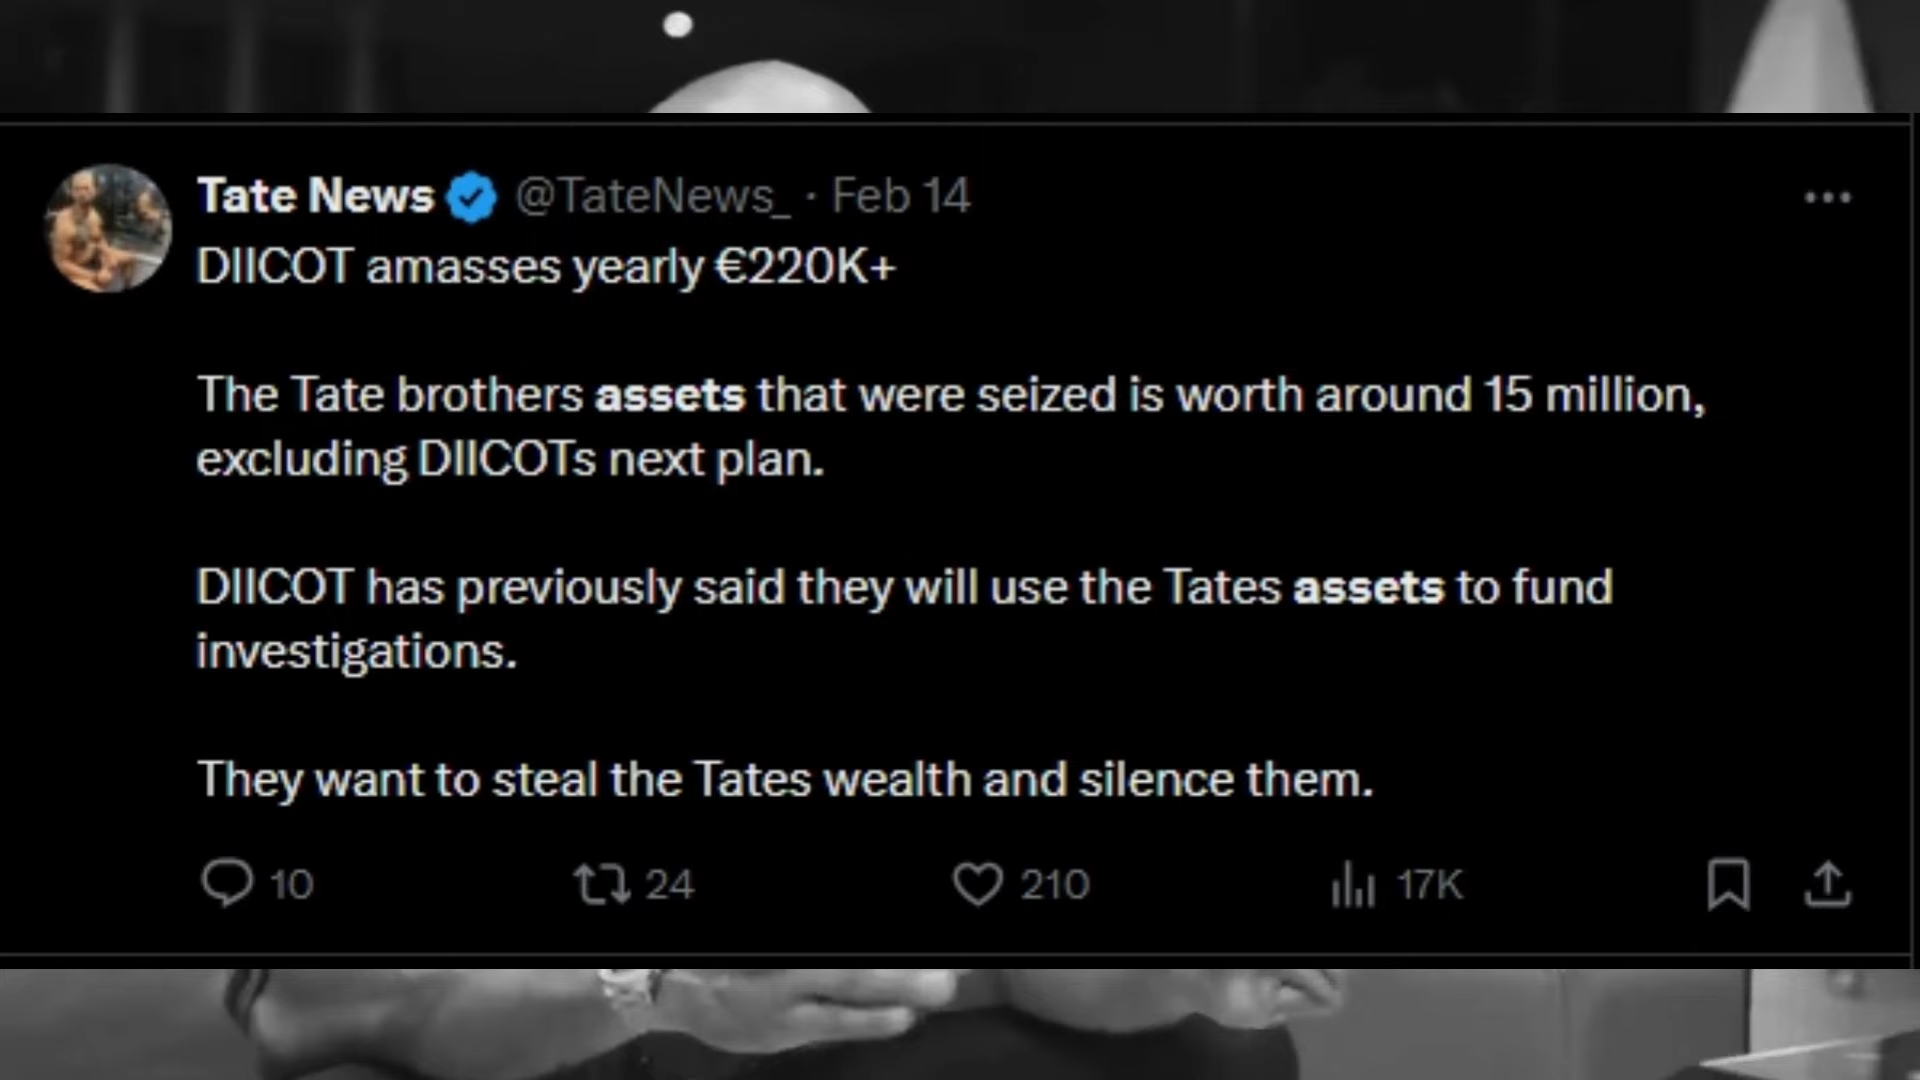 Tate News @TateNews_ · Feb 14
DIICOT amasses yearly €220K+
The Tate brothers assets that were seized is worth around 15 million,
excluding DIICOTs next plan.
DIICOT has previously said they will use the Tates assets to fund
investigations.
They want to steal the Tates wealth and silence them.
10 24 210 17K